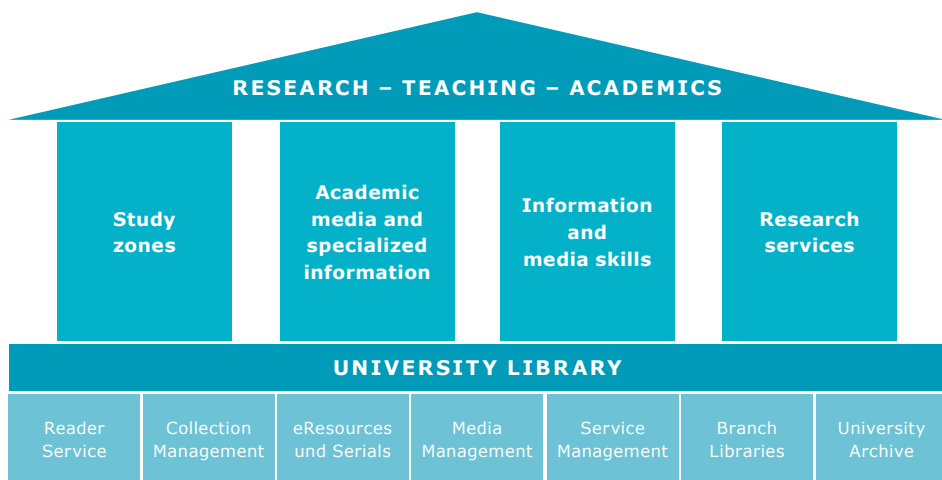 RESEARCH – TEACHING – ACADEMICS
Study
zones
Academic
media and
specialized
information
Information
and
media skills
Research
services
UNIVERSITY LIBRARY
Reader
Service
Collection
Management
eResources
und Serials
Media
Management
Service
Management
Branch
Libraries
University
Archive